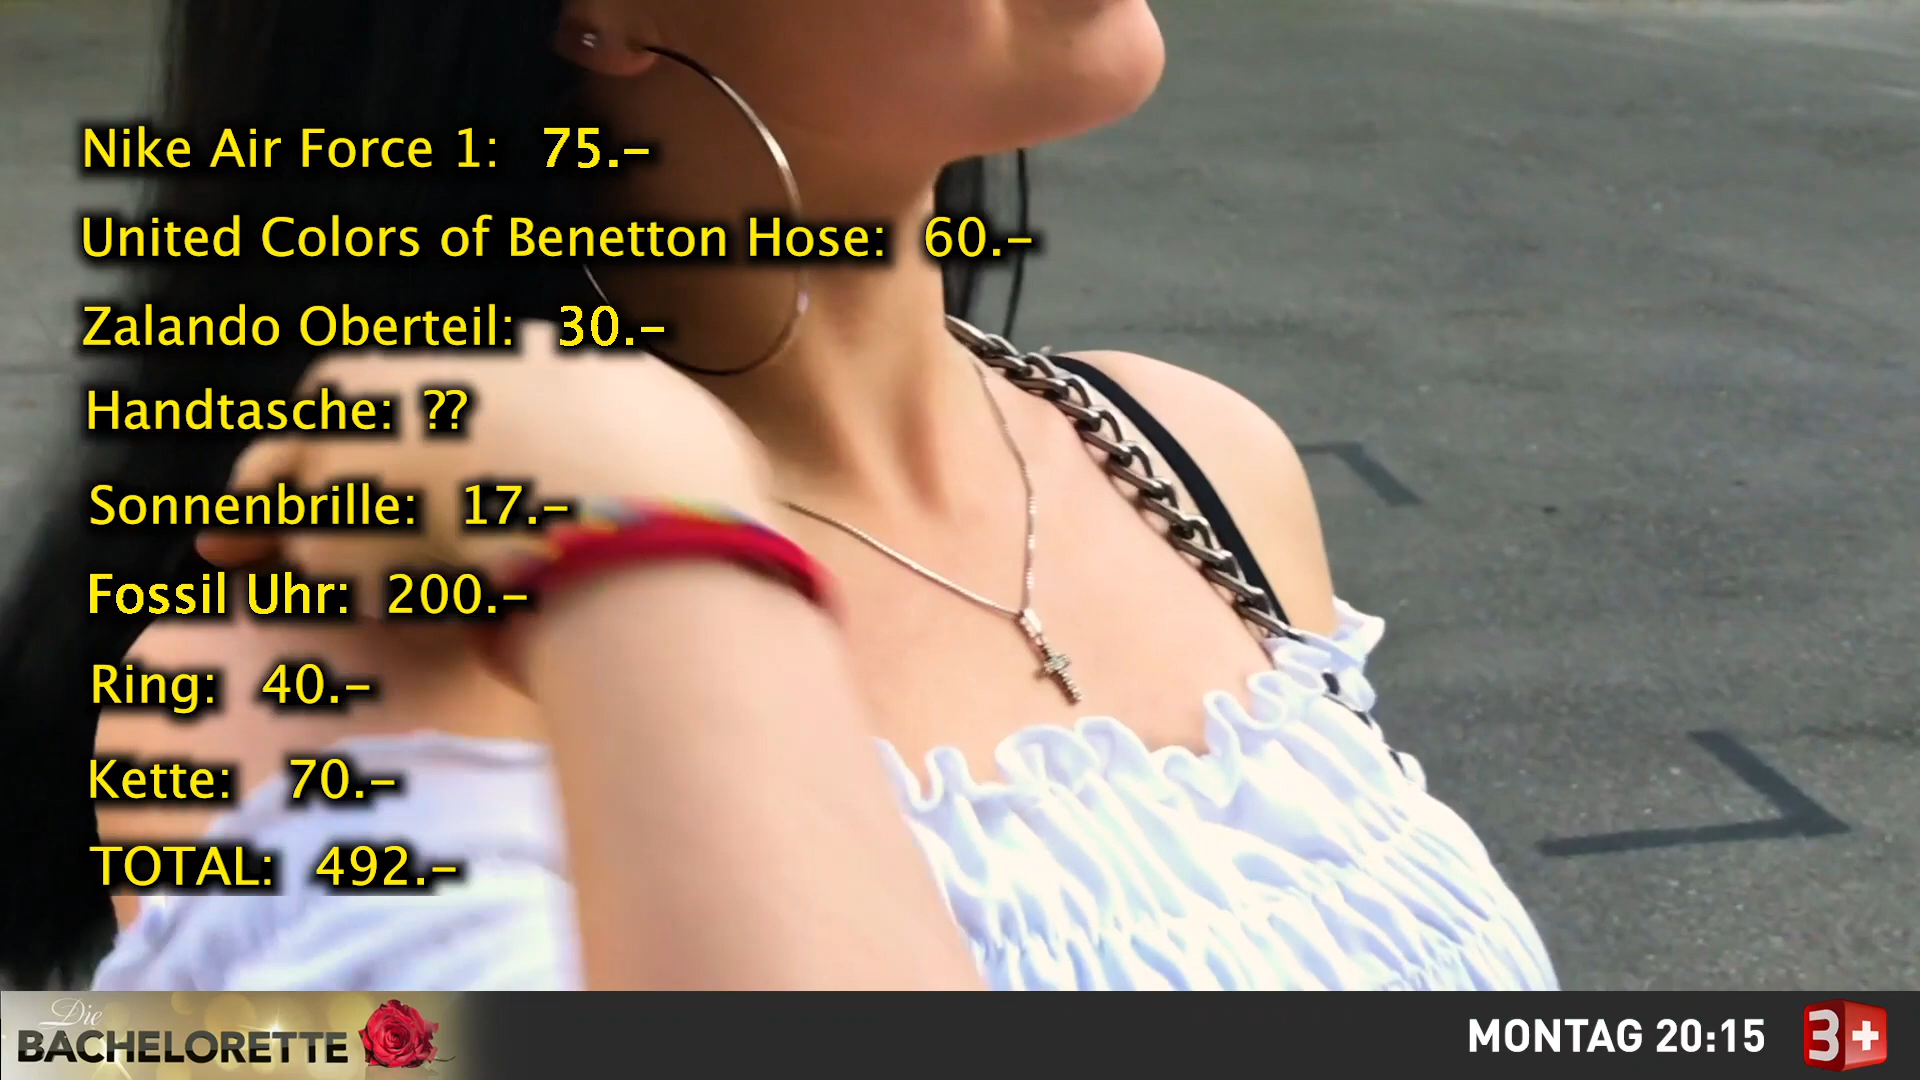 Nike Air Force 1: 75.–
United Colors of Benetton Hose: 60.–
Zalando Oberteil: 30.–
Handtasche: ??
Sonnenbrille: 17.–
Fossil Uhr: 200.–
Ring: 40.–
Kette: 70.–
TOTAL: 492.–
Die
BACHELORETTE
MONTAG 20:15
3+